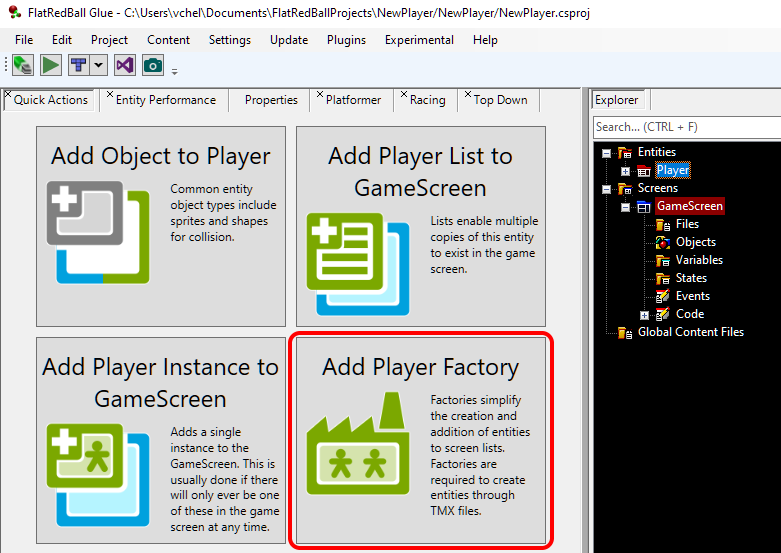 FlatRedBall Glue - C:\Users\vchel\Documents\FlatRedBallProjects\NewPlayer/NewPlayer/NewPlayer.csproj
File Edit Project Content Settings Update Plugins Experimental Help
Quick Actions Entity Performance Properties Platformer Racing Top Down
Add Object to Player
Common entity
object types include
sprites and shapes
for collision.
Add Player List to
GameScreen
Lists enable multiple
copies of this entity
to exist in the game
screen.
Add Player Instance to
GameScreen
Adds a single
instance to the
GameScreen. This is
usually done if there
will only ever be one
of these in the game
screen at any time.
Add Player Factory
Factories simplify
the creation and
addition of entities
to screen lists.
Factories are
required to create
entities through
TMX files.
Explorer
Search... (CTRL + F)
Entities
Player
Screens
GameScreen
Files
Objects
Variables
States
Events
Code
Global Content Files